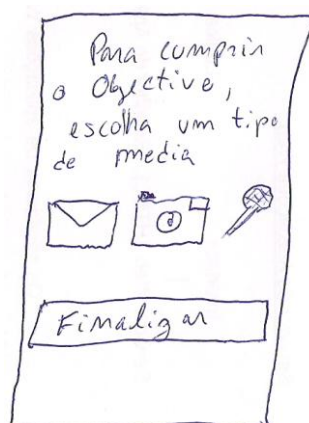 Para cumprir
o Objective,
escolha um tipo
de media
Finalizar